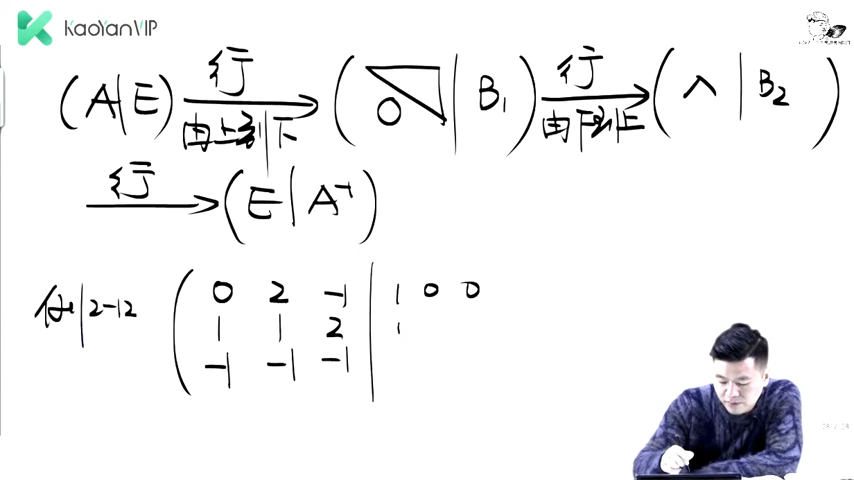 KaoYanVIP
(A|E) 行 由上到下 (0|B₁) 行 由下到上 (Λ|B₂)
行 (E|A⁻¹)
例2-12 0 2 -1 | 1 0 0
1 1 2 | 1
-1 -1 -1 |